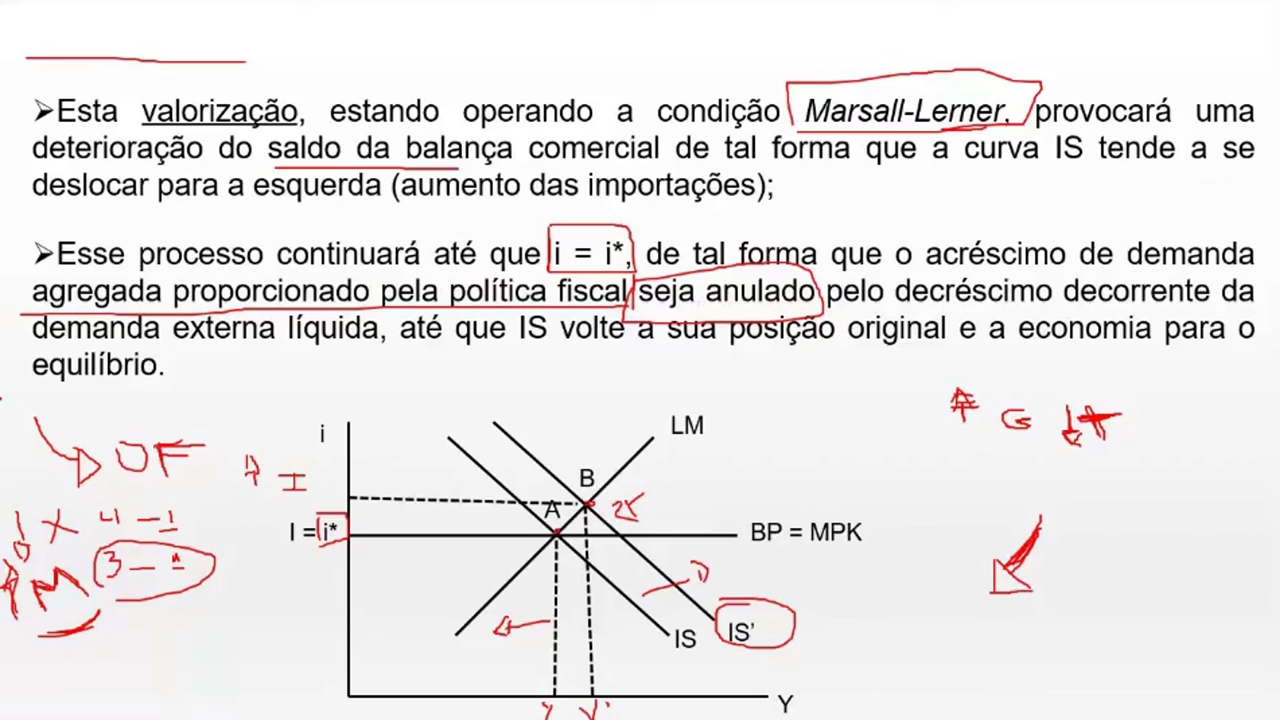 ➢Esta valorização, estando operando a condição Marsall-Lerner, provocará uma
deterioração do saldo da balança comercial de tal forma que a curva IS tende a se
deslocar para a esquerda (aumento das importações);
➢Esse processo continuará até que i = i*, de tal forma que o acréscimo de demanda
agregada proporcionado pela política fiscal seja anulado pelo decréscimo decorrente da
demanda externa líquida, até que IS volte a sua posição original e a economia para o
equilíbrio.
i
LM
OF
I
B
A
X 4 - 1
I = i*
BP = MPK
M 3 -
G
IS
IS'
Y
Y
Y'